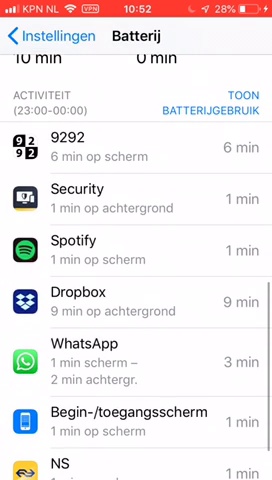 KPN NL VPN 10:52 28%
Instellingen Batterij
10 min 0 min
ACTIVITEIT TOON
(23:00-00:00) BATTERIJGEBRUIK
92
92
9292 6 min
6 min op scherm
Security 1 min
1 min op achtergrond
Spotify 1 min
1 min op scherm
Dropbox 9 min
9 min op achtergrond
WhatsApp 3 min
1 min scherm –
2 min achtergr.
Begin-/toegangsscherm 1 min
1 min op scherm
NS 1 min